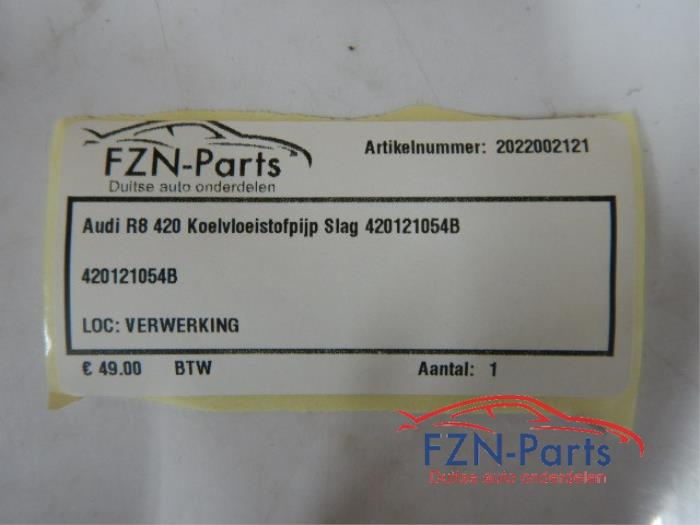 FZN-Parts
Duitse auto onderdelen
Artikelnummer: 2022002121
Audi R8 420 Koelvloeistofpijp Slag 420121054B
420121054B
LOC: VERWERKING
€ 49.00 BTW Aantal: 1
FZN-Parts
Duitse auto onderdelen